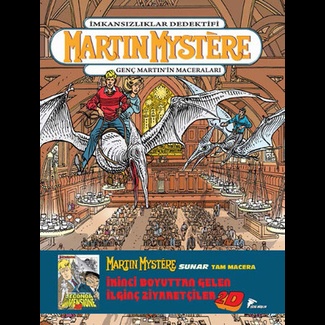 İMKANSIZLIKLAR DEDEKTİFİ
MARTIN MYSTÈRE
GENÇ MARTIN'İN MACERALARI
MARTIN MYSTÈRE SUNAR TAM MACERA
İKİNCİ BOYUTTAN GELEN
İLGİNÇ ZİYARETÇİLER
2D